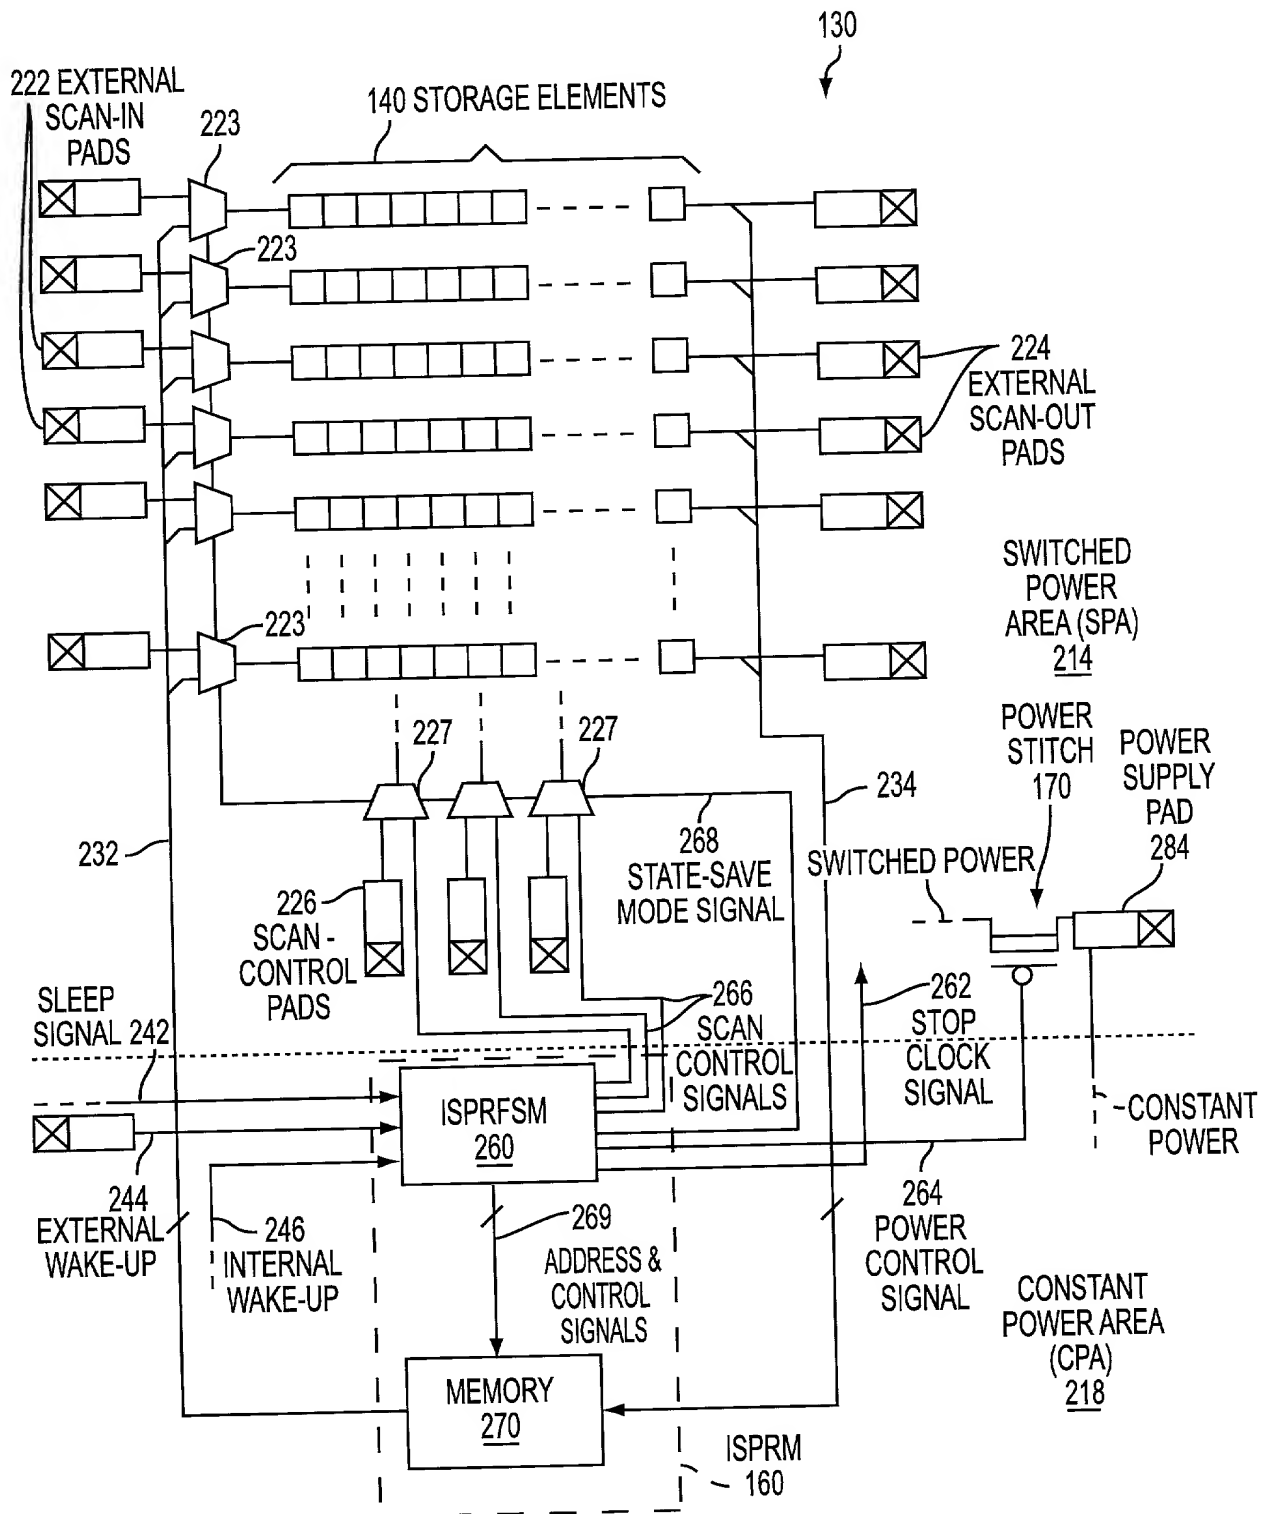 130
222 EXTERNAL
SCAN-IN
PADS
223
140 STORAGE ELEMENTS
223
224
EXTERNAL
SCAN-OUT
PADS
SWITCHED
POWER
AREA (SPA)
214
223
227
227
POWER
STITCH
170
POWER
SUPPLY
PAD
284
234
232
268
STATE-SAVE
MODE SIGNAL
SWITCHED POWER
226
SCAN -
CONTROL
PADS
SLEEP
SIGNAL 242
266
SCAN
CONTROL
SIGNALS
262
STOP
CLOCK
SIGNAL
ISPRFSM
260
CONSTANT
POWER
244
EXTERNAL
WAKE-UP
246
INTERNAL
WAKE-UP
269
ADDRESS &
CONTROL
SIGNALS
264
POWER
CONTROL
SIGNAL
CONSTANT
POWER AREA
(CPA)
218
MEMORY
270
ISPRM
160